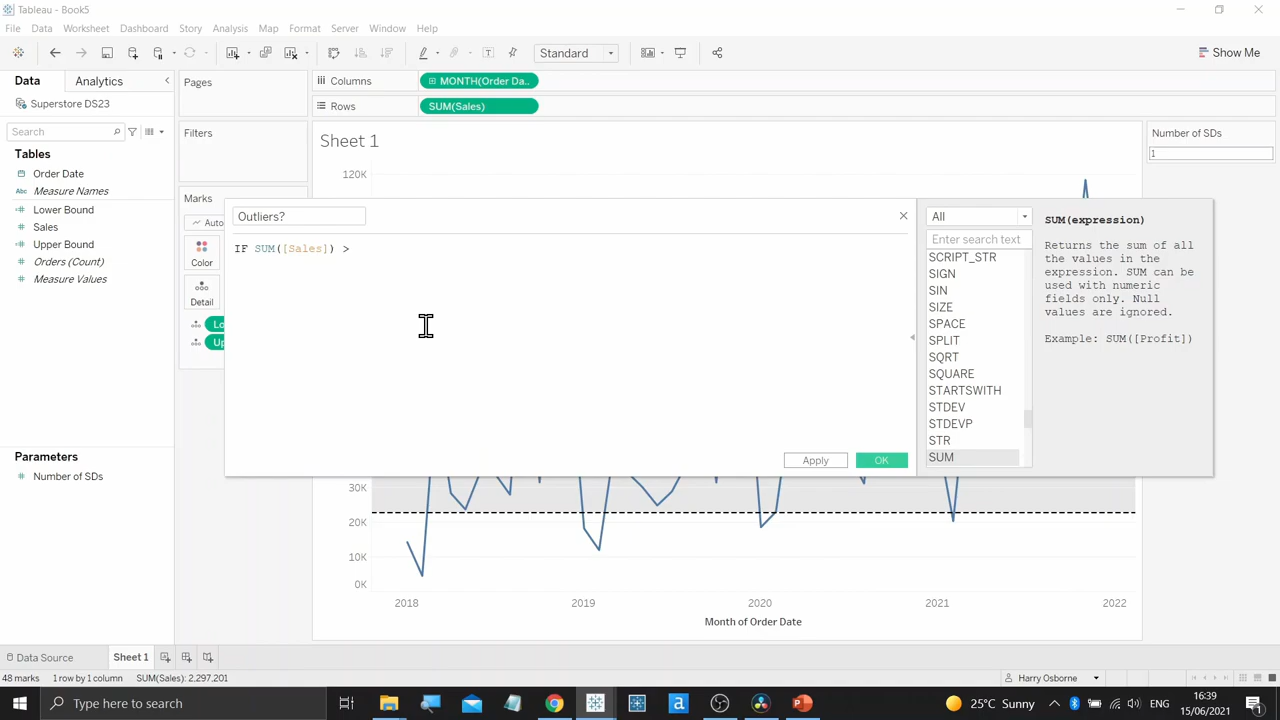 Tableau - Book5
File Data Worksheet Dashboard Story Analysis Map Format Server Window Help
Standard
Show Me
Data Analytics
Superstore DS23
Search
Tables
Order Date
Abc Measure Names
Lower Bound
Sales
Upper Bound
Orders (Count)
Measure Values
Parameters
Number of SDs
Pages
Filters
Marks
Auto
Color
Detail
Lo
Up
Columns MONTH(Order Da..
Rows SUM(Sales)
Sheet 1
120K
30K
20K
10K
0K
2018 2019 2020 2021 2022
Month of Order Date
Number of SDs
1
Outliers?
IF SUM([Sales]) >
Apply OK
All
Enter search text
SCRIPT_STR
SIGN
SIN
SIZE
SPACE
SPLIT
SQRT
SQUARE
STARTSWITH
STDEV
STDEVP
STR
SUM
SUM(expression)
Returns the sum of all
the values in the
expression. SUM can be
used with numeric
fields only. Null
values are ignored.
Example: SUM([Profit])
Data Source Sheet 1
48 marks 1 row by 1 column SUM(Sales): 2,297,201
Harry Osborne
Type here to search
25°C Sunny
ENG
16:39
15/06/2021